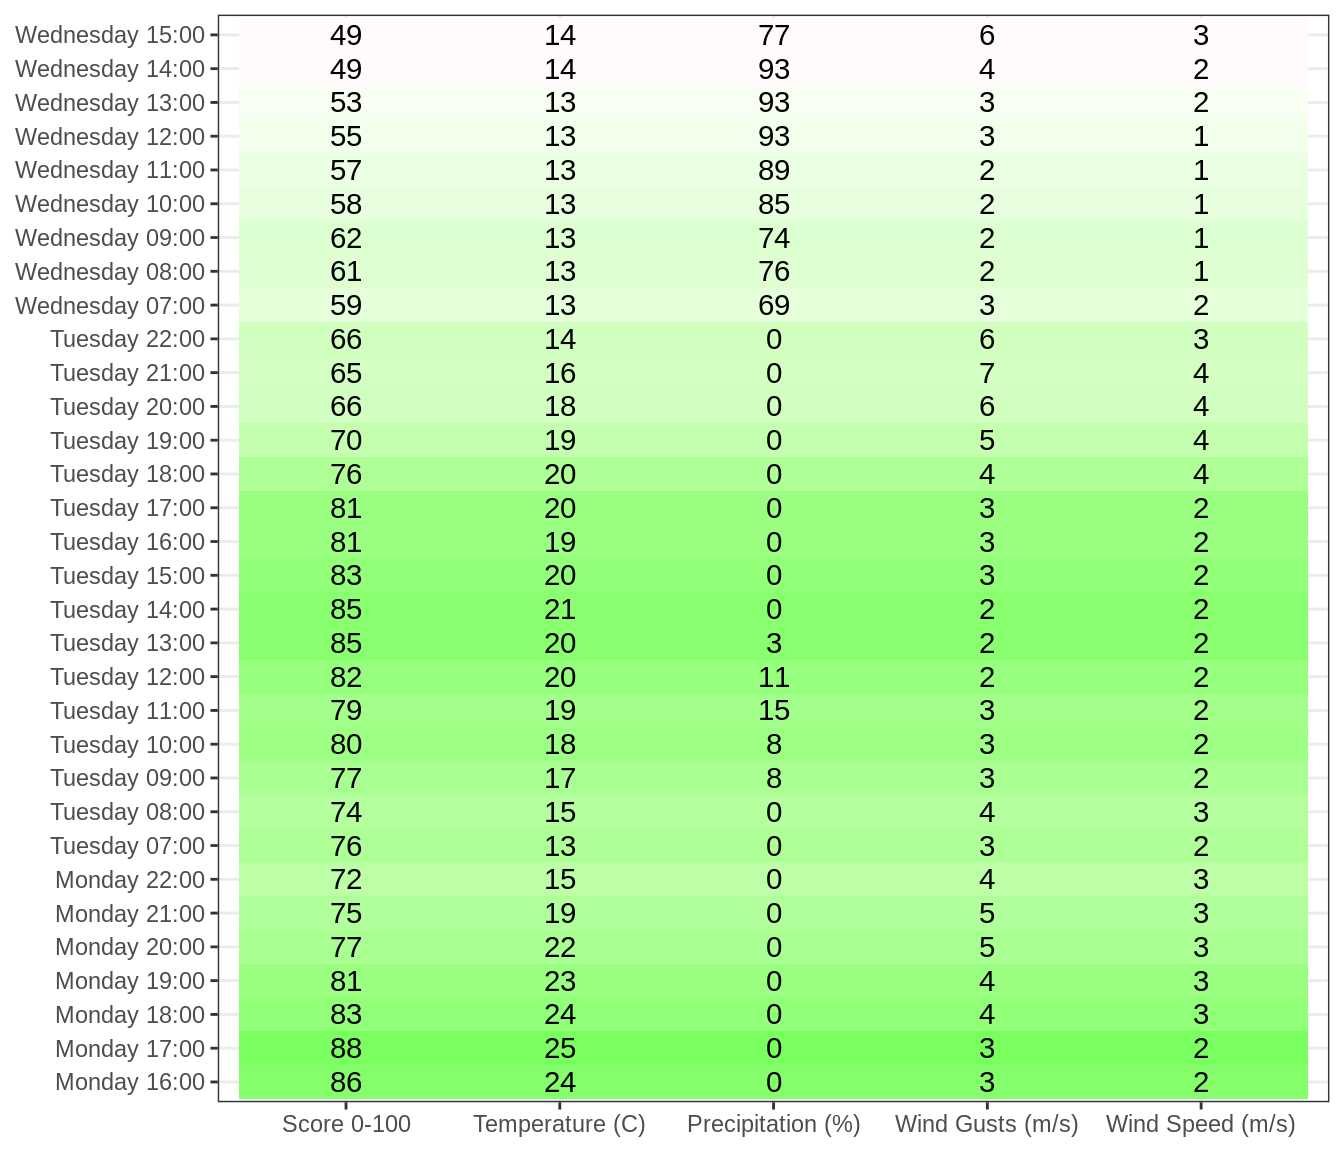 Wednesday 15:00 49 14 77 6 3
Wednesday 14:00 49 14 93 4 2
Wednesday 13:00 53 13 93 3 2
Wednesday 12:00 55 13 93 3 1
Wednesday 11:00 57 13 89 2 1
Wednesday 10:00 58 13 85 2 1
Wednesday 09:00 62 13 74 2 1
Wednesday 08:00 61 13 76 2 1
Wednesday 07:00 59 13 69 3 2
Tuesday 22:00 66 14 0 6 3
Tuesday 21:00 65 16 0 7 4
Tuesday 20:00 66 18 0 6 4
Tuesday 19:00 70 19 0 5 4
Tuesday 18:00 76 20 0 4 4
Tuesday 17:00 81 20 0 3 2
Tuesday 16:00 81 19 0 3 2
Tuesday 15:00 83 20 0 3 2
Tuesday 14:00 85 21 0 2 2
Tuesday 13:00 85 20 3 2 2
Tuesday 12:00 82 20 11 2 2
Tuesday 11:00 79 19 15 3 2
Tuesday 10:00 80 18 8 3 2
Tuesday 09:00 77 17 8 3 2
Tuesday 08:00 74 15 0 4 3
Tuesday 07:00 76 13 0 3 2
Monday 22:00 72 15 0 4 3
Monday 21:00 75 19 0 5 3
Monday 20:00 77 22 0 5 3
Monday 19:00 81 23 0 4 3
Monday 18:00 83 24 0 4 3
Monday 17:00 88 25 0 3 2
Monday 16:00 86 24 0 3 2
Score 0-100 Temperature (C) Precipitation (%) Wind Gusts (m/s) Wind Speed (m/s)